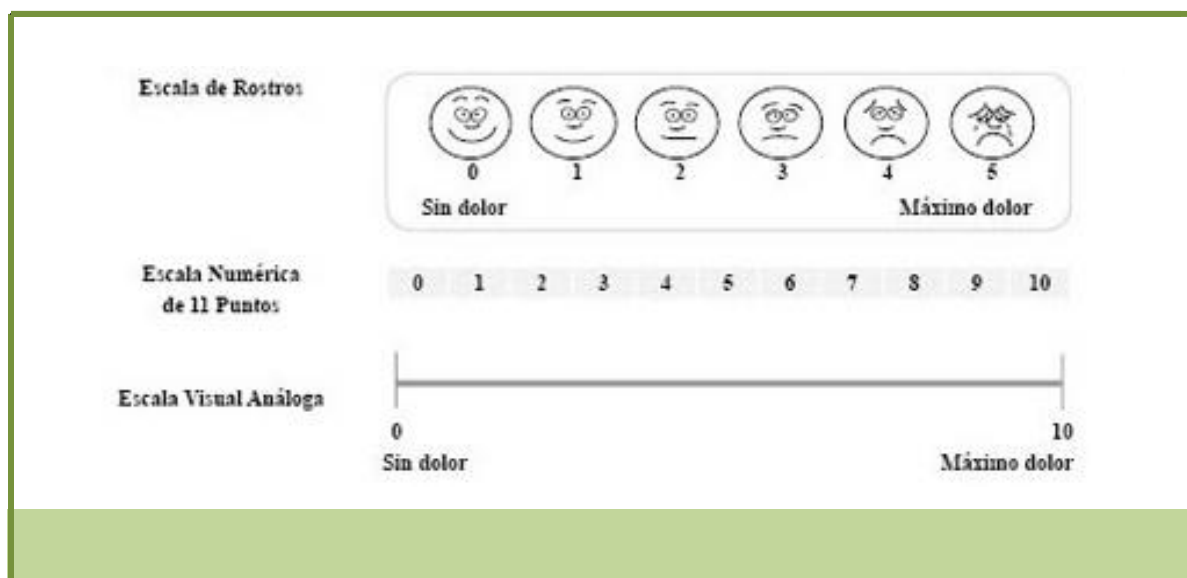 Escala de Rostros
0 1 2 3 4 5
Sin dolor Máximo dolor
Escala Numérica
de 11 Puntos
0 1 2 3 4 5 6 7 8 9 10
Escala Visual Análoga
0 10
Sin dolor Máximo dolor